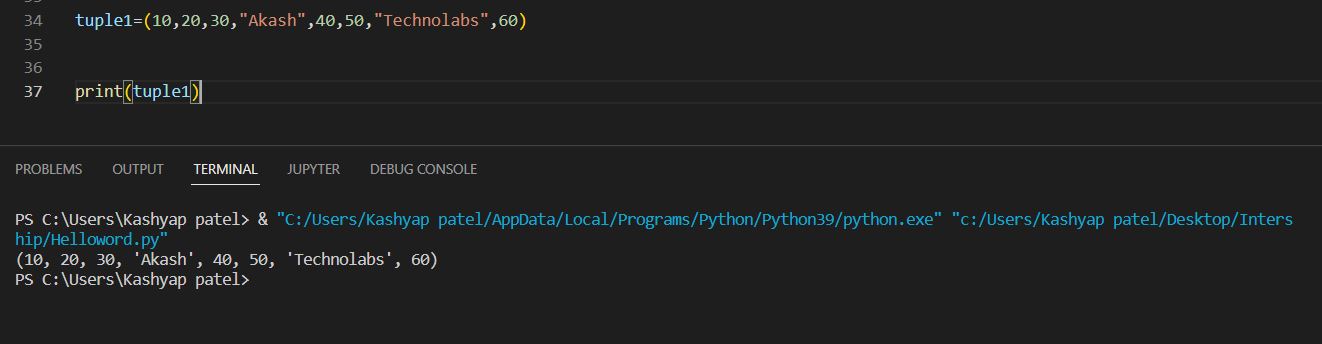 34 tuple1=(10,20,30,"Akash",40,50,"Technolabs",60)
35
36
37 print(tuple1)
PROBLEMS OUTPUT TERMINAL JUPYTER DEBUG CONSOLE
PS C:\Users\Kashyap patel> & "C:/Users/Kashyap patel/AppData/Local/Programs/Python/Python39/python.exe" "c:/Users/Kashyap patel/Desktop/Inters
hip/Helloword.py"
(10, 20, 30, 'Akash', 40, 50, 'Technolabs', 60)
PS C:\Users\Kashyap patel>